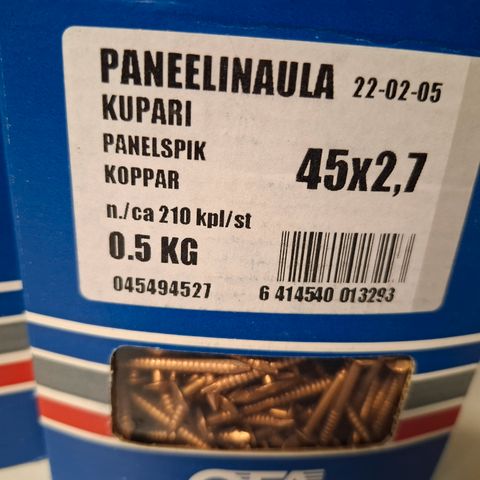 PANEELINAULA 22-02-05
KUPARI
PANELSPIK
KOPPAR
45x2,7
n./ca 210 kpl/st
0.5 KG
045494527
6 414540 013293